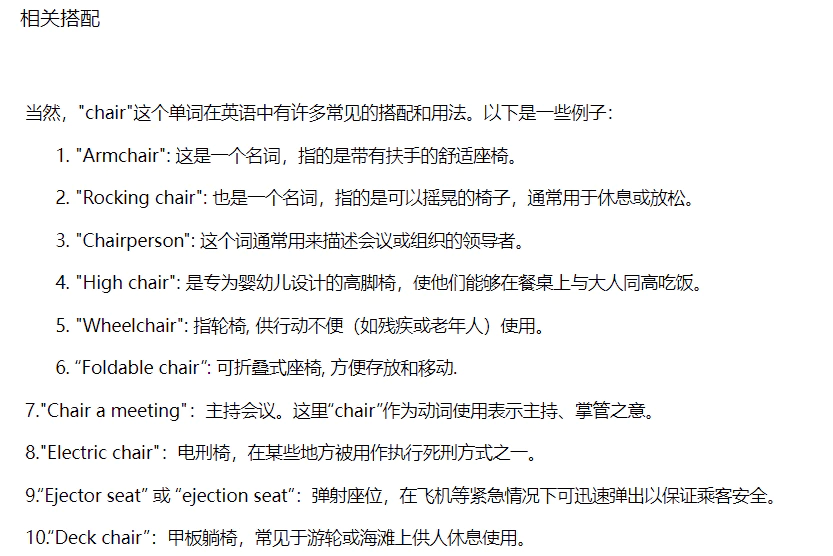 相关搭配
当然，"chair"这个单词在英语中有许多常见的搭配和用法。以下是一些例子：
1. "Armchair": 这是一个名词，指的是带有扶手的舒适座椅。
2. "Rocking chair": 也是一个名词，指的是可以摇晃的椅子，通常用于休息或放松。
3. "Chairperson": 这个词通常用来描述会议或组织的领导者。
4. "High chair": 是专为婴幼儿设计的高脚椅，使他们能够在餐桌上与大人同高吃饭。
5. "Wheelchair": 指轮椅, 供行动不便（如残疾或老年人）使用。
6. “Foldable chair”: 可折叠式座椅, 方便存放和移动.
7."Chair a meeting"： 主持会议。这里“chair”作为动词使用表示主持、掌管之意。
8."Electric chair"： 电刑椅，在某些地方被用作执行死刑方式之一。
9.“Ejector seat” 或 “ejection seat”： 弹射座位，在飞机等紧急情况下可迅速弹出以保证乘客安全。
10.“Deck chair”： 甲板躺椅，常见于游轮或海滩上供人休息使用。